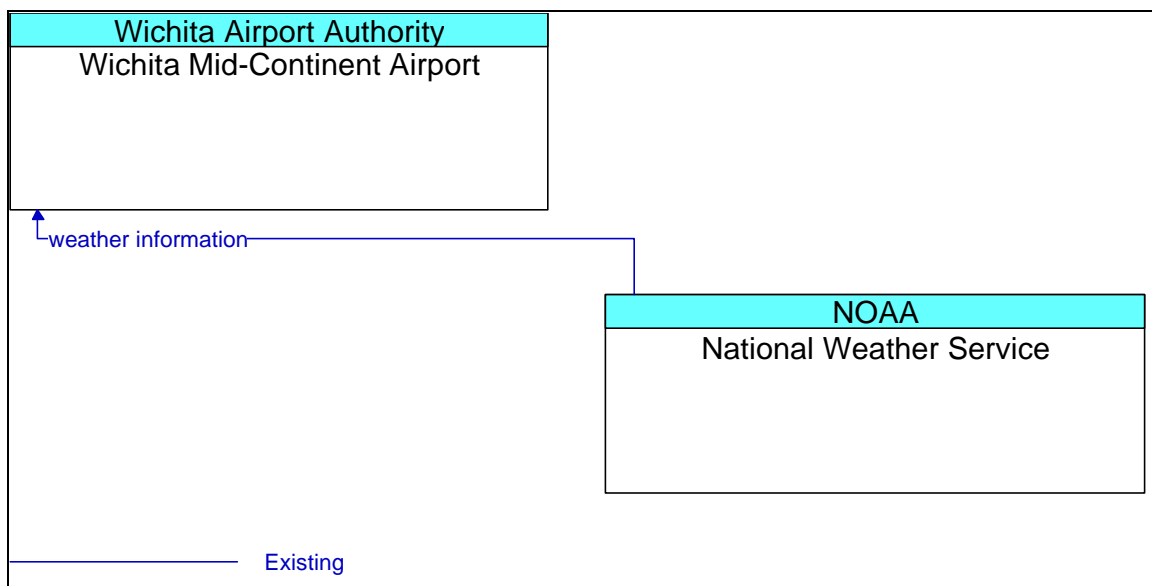 Wichita Airport Authority
Wichita Mid-Continent Airport
weather information
NOAA
National Weather Service
Existing